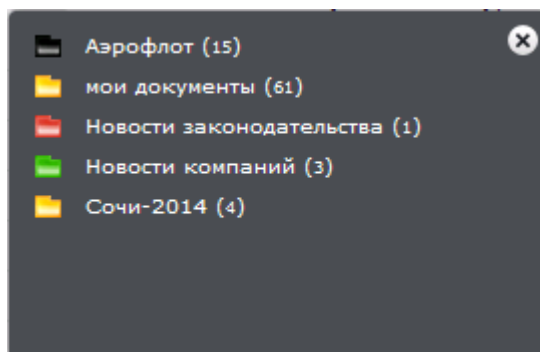 Аэрофлот (15)
мои документы (61)
Новости законодательства (1)
Новости компаний (3)
Сочи-2014 (4)